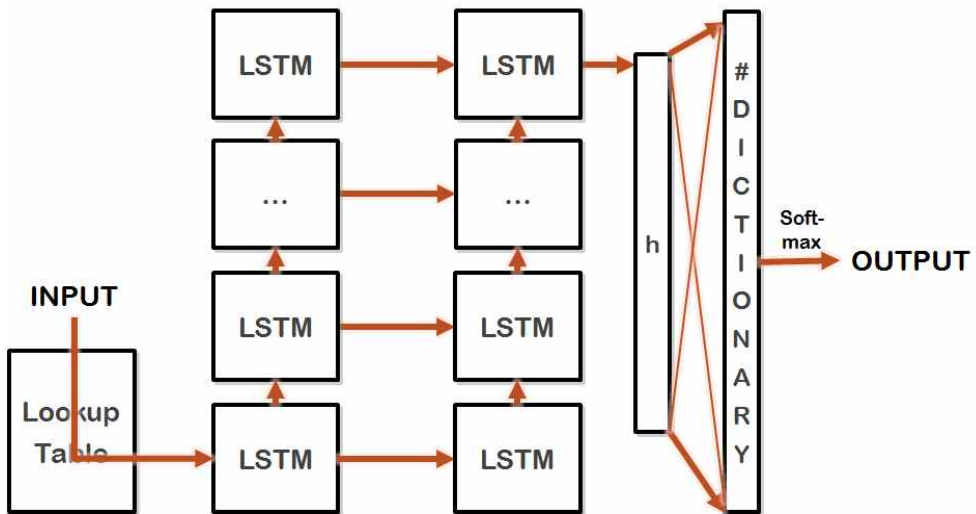 LSTM
LSTM
...
...
INPUT
LSTM
LSTM
Lookup
Table
LSTM
LSTM
h
#
D
I
C
T
I
O
N
A
R
Y
Soft-
max
OUTPUT